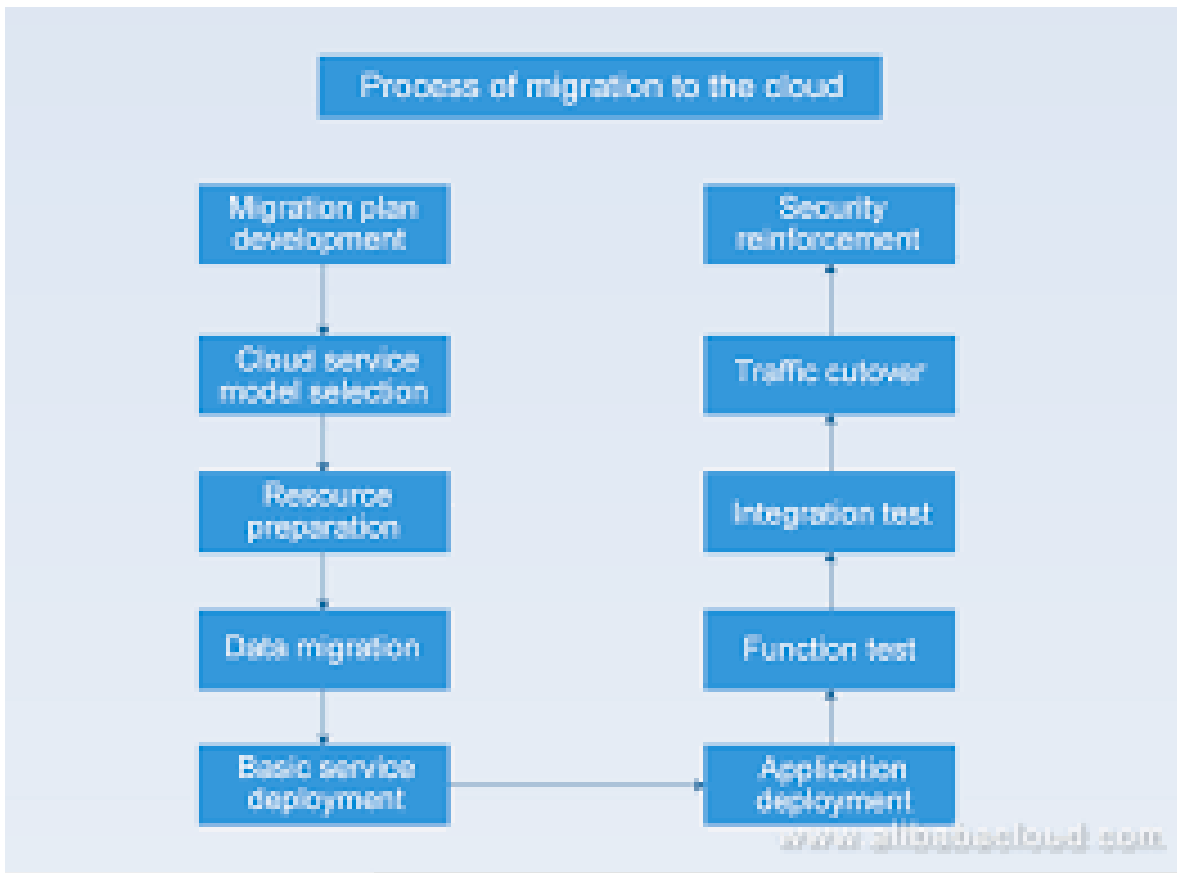 Process of migration to the cloud
Migration plan
development
Cloud service
model selection
Resource
preparation
Data migration
Basic service
deployment
Application
deployment
Function test
Integration test
Traffic cutover
Security
reinforcement
www.alibabacloud.com